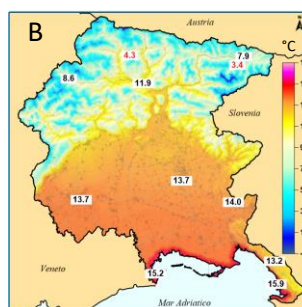 Austria
B
4.3
7.9
3.4
°C
8.6
11.9
Slovenia
13.7
13.7
14.0
13.2
15.2
15.9
Veneto
Mar Adriatico